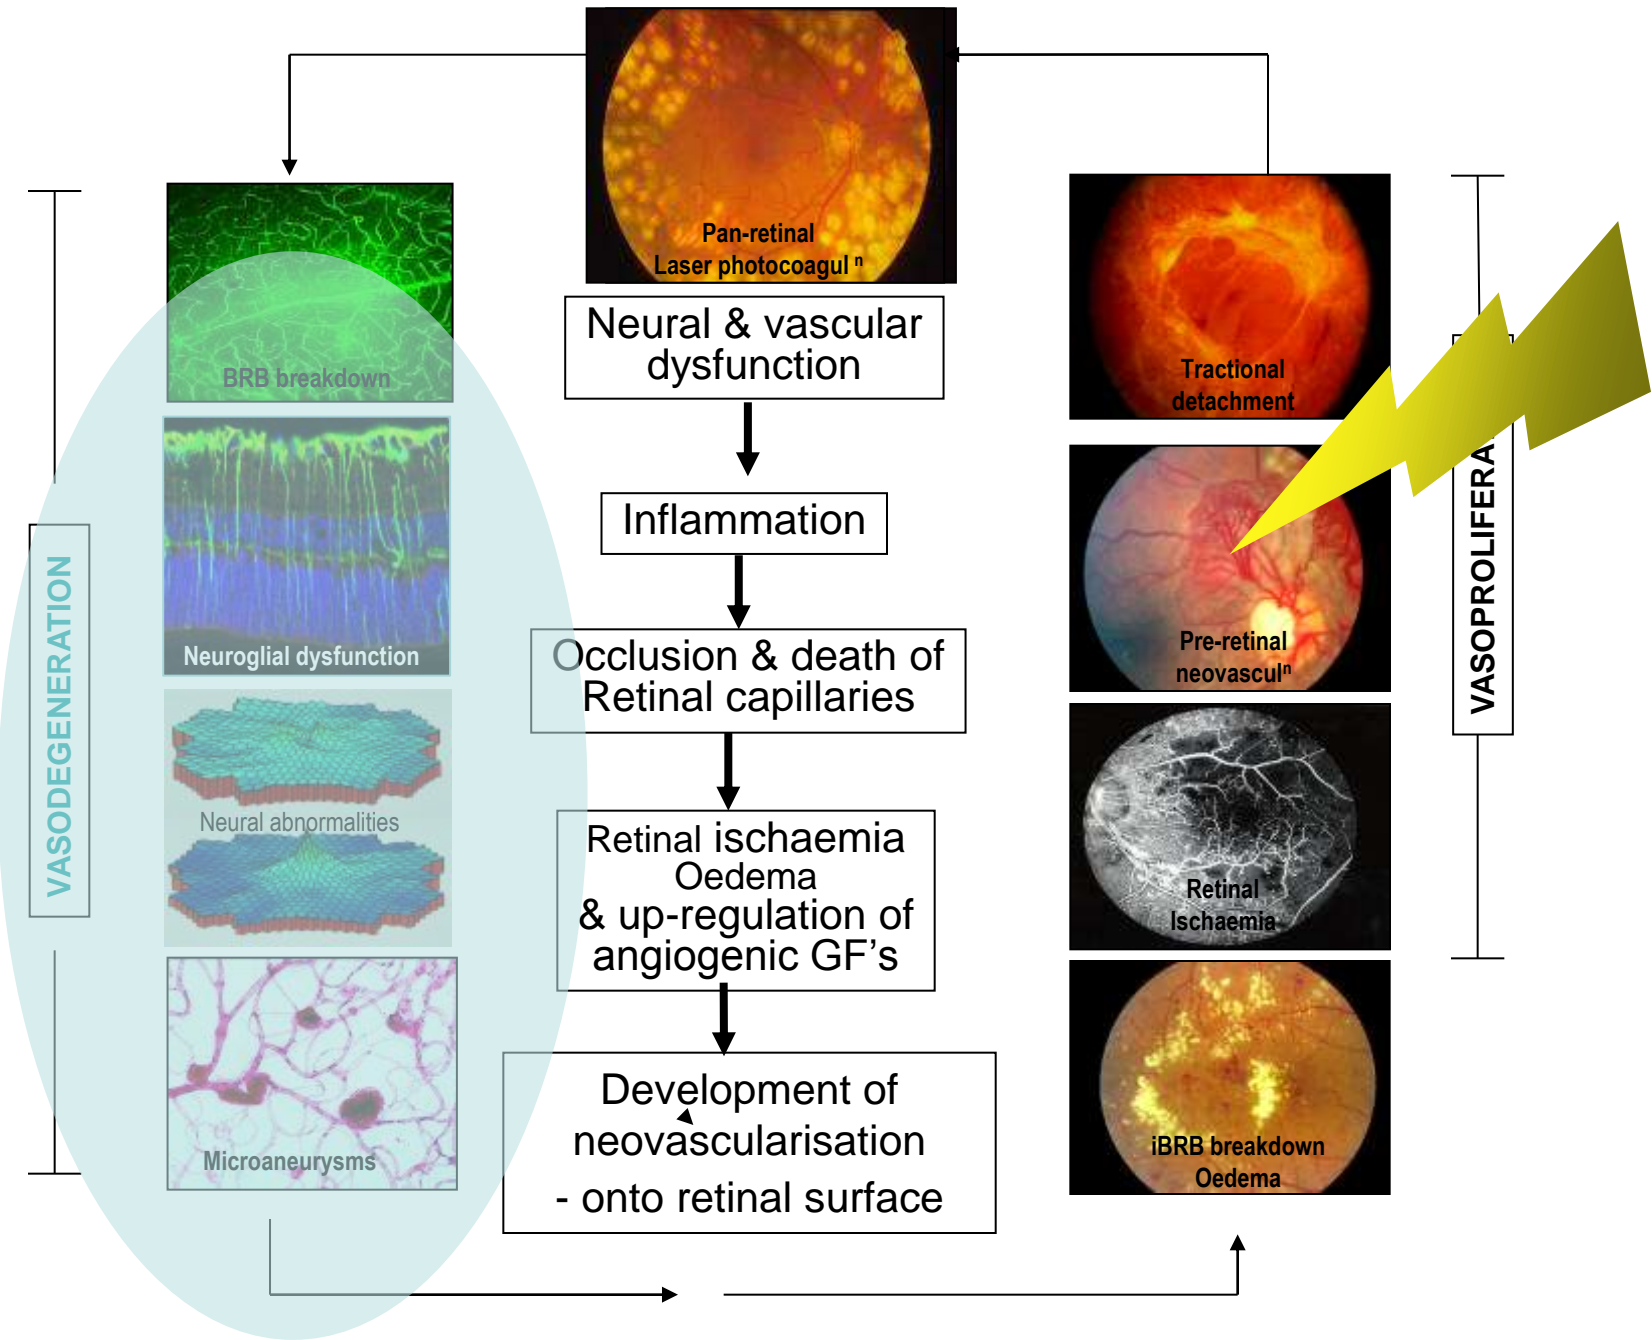 Pan-retinal
Laser photocoagul n
Neural & vascular
dysfunction
Inflammation
Occlusion & death of
Retinal capillaries
Retinal ischaemia
Oedema
& up-regulation of
angiogenic GF's
Development of
neovascularisation
- onto retinal surface
VASODEGENERATION
BRB breakdown
Neuroglial dysfunction
Neural abnormalities
Microaneurysms
Tractional
detachment
Pre-retinal
neovasculn
Retinal
Ischaemia
iBRB breakdown
Oedema
VASOPROLIFERA